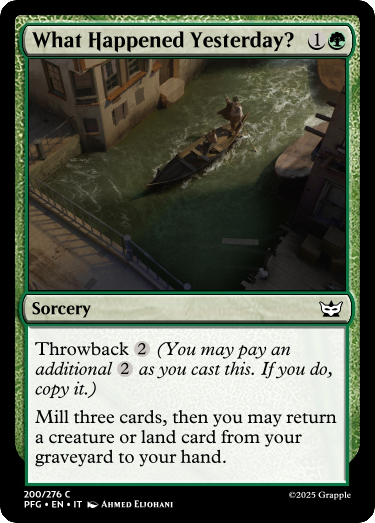 What Happened Yesterday? 1
Sorcery
Throwback 2 (You may pay an
additional 2 as you cast this. If you do,
copy it.)
Mill three cards, then you may return
a creature or land card from your
graveyard to your hand.
200/276 C
PFG • EN • IT Ahmed Eljohani
©2025 Grapple